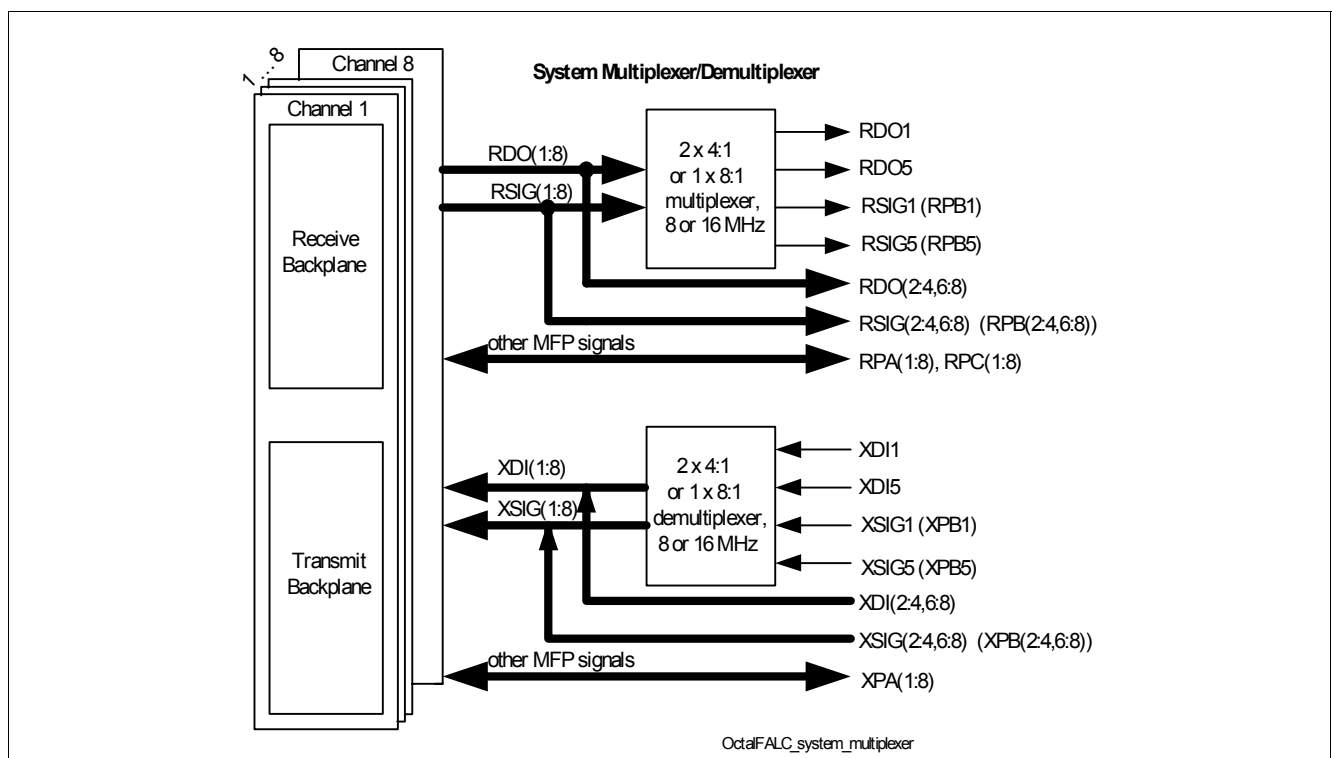 1...8
Channel 8
Channel 1
System Multiplexer/Demultiplexer
Receive
Backplane
RDO(1:8)
RSIG(1:8)
2 x 4:1
or 1 x 8:1
multiplexer,
8 or 16 MHz
RDO1
RDO5
RSIG1 (RPB1)
RSIG5 (RPB5)
RDO(2:4,6:8)
RSIG(2:4,6:8) (RPB(2:4,6:8))
other MFP signals
RPA(1:8), RPC(1:8)
Transmit
Backplane
XDI(1:8)
XSIG(1:8)
2 x 4:1
or 1 x 8:1
demultiplexer,
8 or 16 MHz
XDI1
XDI5
XSIG1 (XPB1)
XSIG5 (XPB5)
XDI(2:4,6:8)
XSIG(2:4,6:8) (XPB(2:4,6:8))
other MFP signals
XPA(1:8)
OctalFALC_system_multiplexer